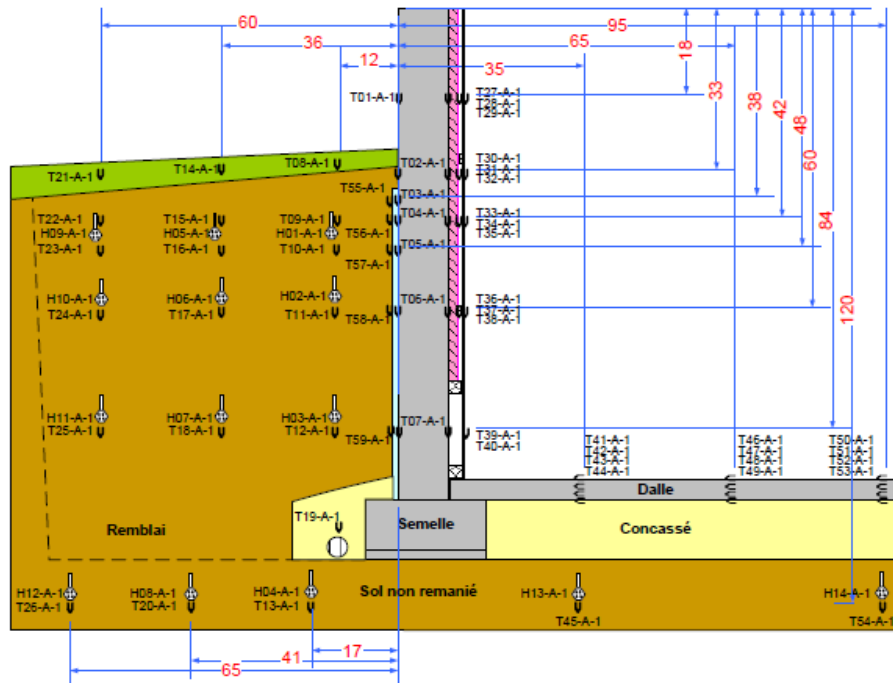 60
95
36
65
12
35
18
33
38
42
48
60
84
120
T01-A-1
T27-A-1
T28-A-1
T29-A-1
T21-A-1
T14-A-1
T08-A-1
T02-A-1
T30-A-1
T31-A-1
T32-A-1
T55-A-1
T03-A-1
T22-A-1
T15-A-1
T09-A-1
T04-A-1
T33-A-1
H09-A-1
H05-A-1
H01-A-1
T56-A-1
T34-A-1
T35-A-1
T23-A-1
T16-A-1
T10-A-1
T05-A-1
T57-A-1
H10-A-1
H06-A-1
H02-A-1
T06-A-1
T36-A-1
T24-A-1
T17-A-1
T11-A-1
T58-A-1
T37-A-1
T38-A-1
H11-A-1
H07-A-1
H03-A-1
T07-A-1
T25-A-1
T18-A-1
T12-A-1
T59-A-1
T39-A-1
T40-A-1
T41-A-1
T42-A-1
T43-A-1
T44-A-1
T46-A-1
T47-A-1
T48-A-1
T49-A-1
T50-A-1
T51-A-1
T52-A-1
T53-A-1
Dalle
T19-A-1
Remblai
Semelle
Concassé
H12-A-1
H08-A-1
H04-A-1
Sol non remanié
H13-A-1
H14-A-1
T26-A-1
T20-A-1
T13-A-1
T45-A-1
T54-A-1
17
41
65